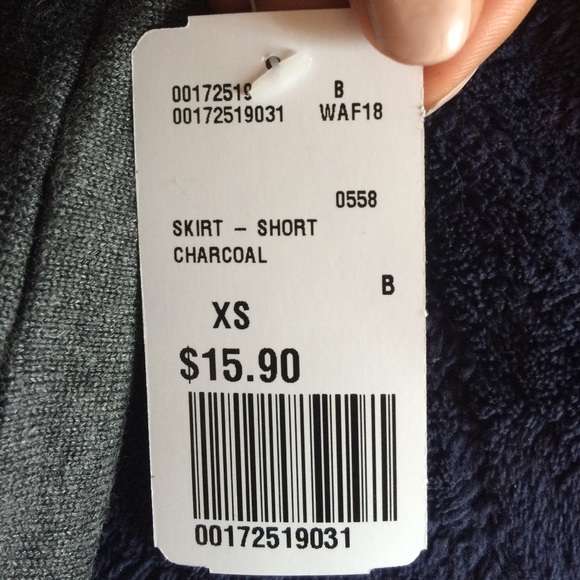 00172519 B
00172519031 WAF18
0558
SKIRT – SHORT
CHARCOAL
B
XS
$15.90
00172519031